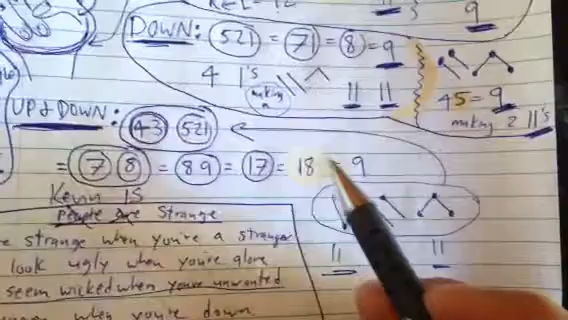 9
DOWN: 521 = 71 = 8 = 9
4 1's
making a
11 11
45 = 9
making 2 11's
UP & DOWN: 43 521
= 7 8 = 89 = 17 = 18 = 9
Kevin IS
People Are Strange
e strange when you're a stranger
look ugly when you're alone
seem wicked when you're unwanted
when you're down.
11 11